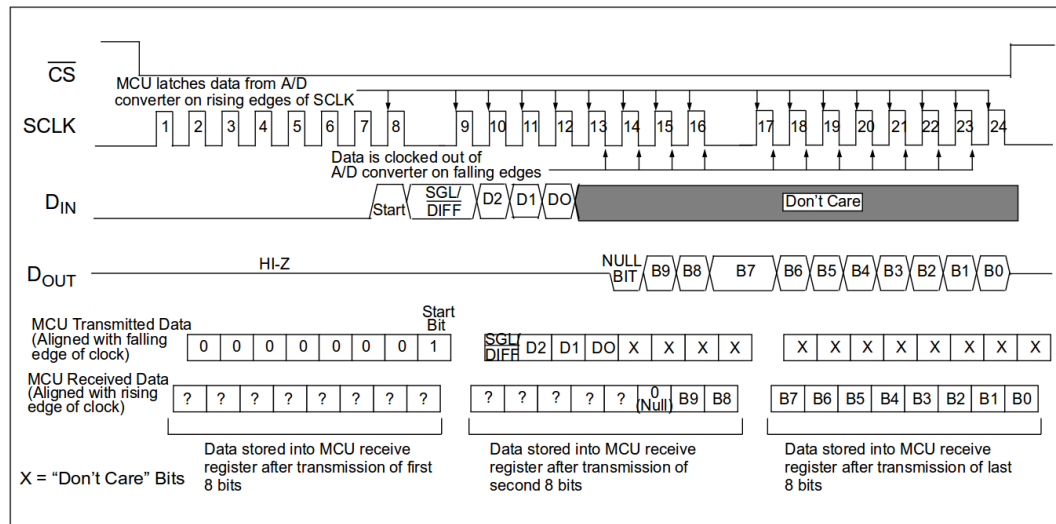 CS
MCU latches data from A/D
converter on rising edges of SCLK
SCLK
1 2 3 4 5 6 7 8 9 10 11 12 13 14 15 16 17 18 19 20 21 22 23 24
Data is clocked out of
A/D converter on falling edges
DIN
Start
SGL/
DIFF
D2 D1 DO
Don't Care
DOUT
HI-Z
NULL
BIT
B9 B8 B7 B6 B5 B4 B3 B2 B1 B0
Start
Bit
MCU Transmitted Data
(Aligned with falling
edge of clock)
0 0 0 0 0 0 0 1
SGL/
DIFF
D2 D1 DO X X X X
X X X X X X X X
MCU Received Data
(Aligned with rising
edge of clock)
? ? ? ? ? ? ? ?
? ? ? ? ? 0
(Null)
B9 B8
B7 B6 B5 B4 B3 B2 B1 B0
Data stored into MCU receive
register after transmission of first
8 bits
Data stored into MCU receive
register after transmission of
second 8 bits
Data stored into MCU receive
register after transmission of last
8 bits
X = "Don't Care" Bits